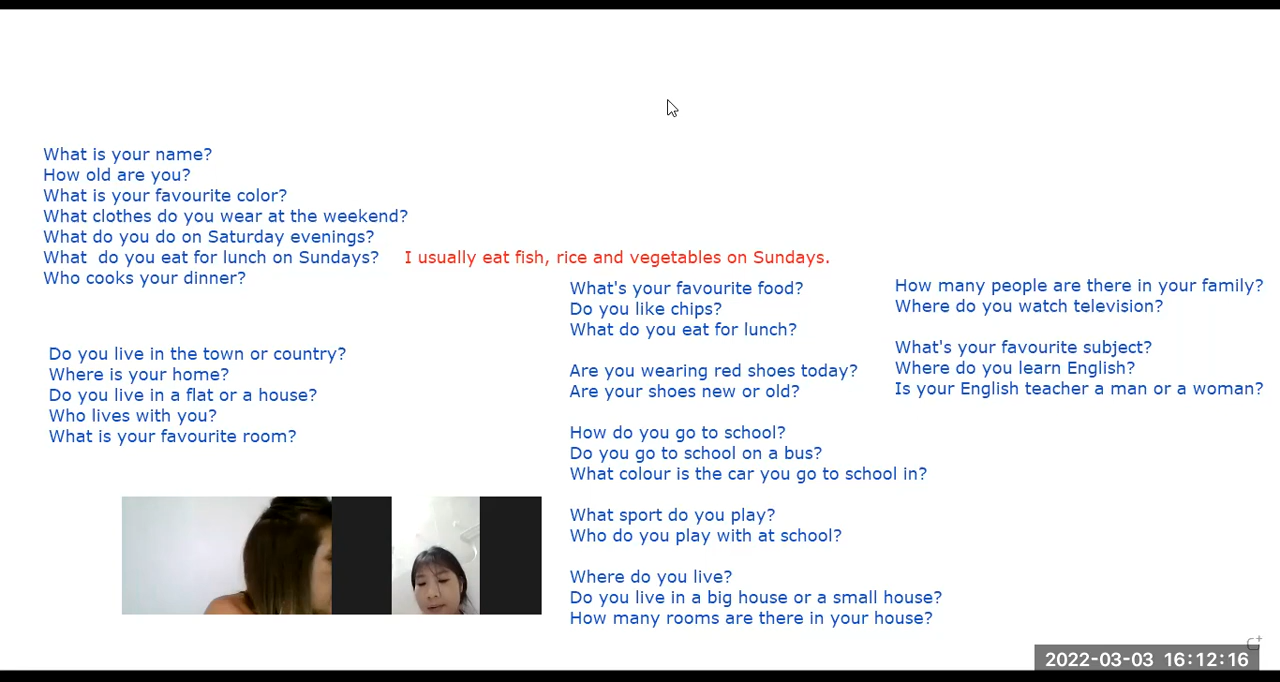 What is your name?
How old are you?
What is your favourite color?
What clothes do you wear at the weekend?
What do you do on Saturday evenings?
What  do you eat for lunch on Sundays?
I usually eat fish, rice and vegetables on Sundays.
Who cooks your dinner?
Do you live in the town or country?
Where is your home?
Do you live in a flat or a house?
Who lives with you?
What is your favourite room?
What's your favourite food?
Do you like chips?
What do you eat for lunch?
Are you wearing red shoes today?
Are your shoes new or old?
How do you go to school?
Do you go to school on a bus?
What colour is the car you go to school in?
What sport do you play?
Who do you play with at school?
Where do you live?
Do you live in a big house or a small house?
How many rooms are there in your house?
How many people are there in your family?
Where do you watch television?
What's your favourite subject?
Where do you learn English?
Is your English teacher a man or a woman?
2022-03-03 16:12:16